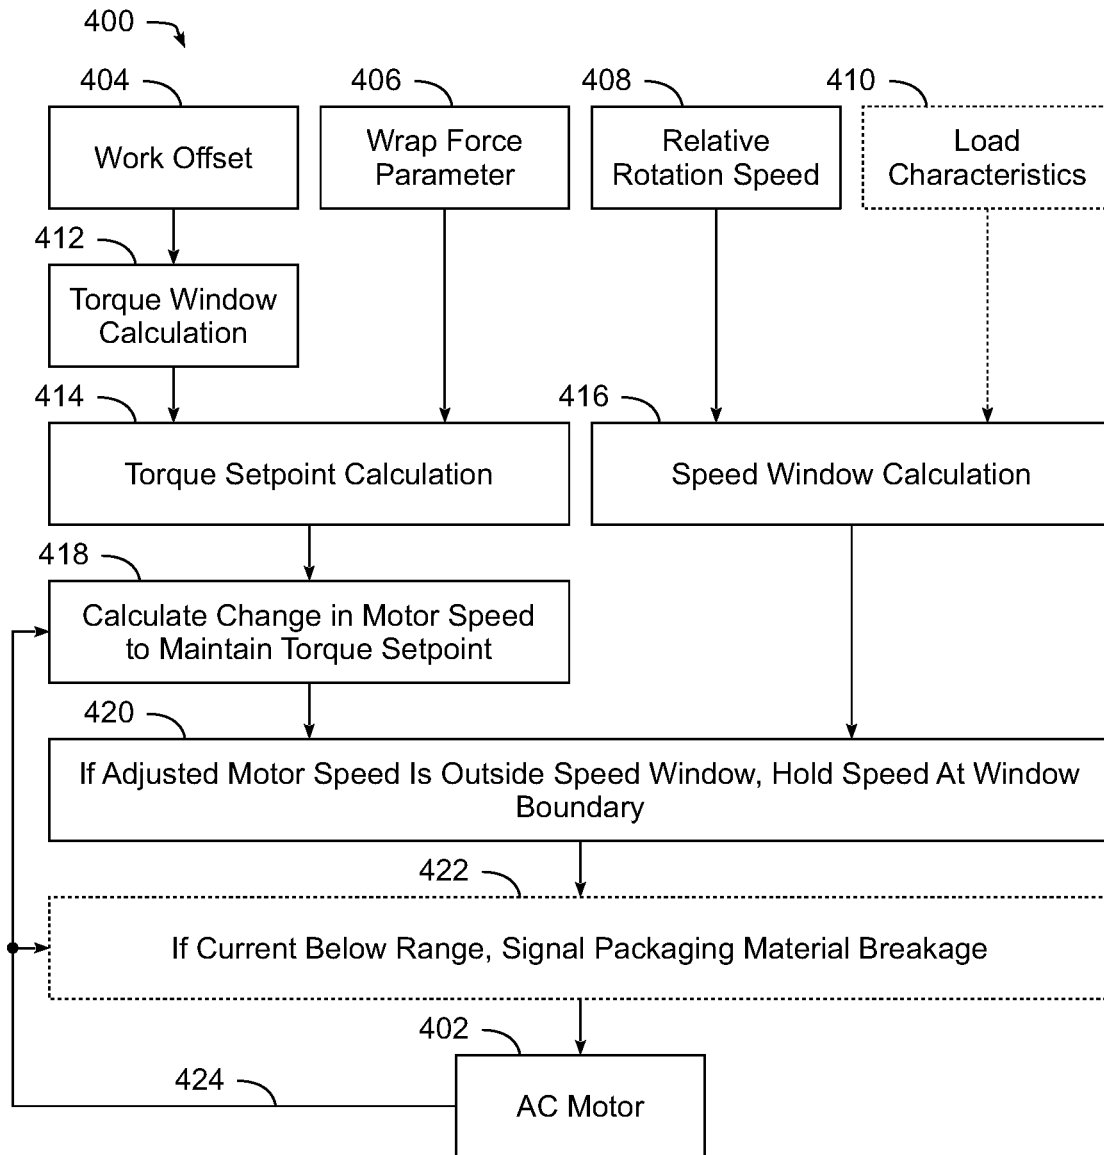 400
404
406
408
410
Work Offset
Wrap Force
Parameter
Relative
Rotation Speed
Load
Characteristics
412
Torque Window
Calculation
414
416
Torque Setpoint Calculation
Speed Window Calculation
418
Calculate Change in Motor Speed
to Maintain Torque Setpoint
420
If Adjusted Motor Speed Is Outside Speed Window, Hold Speed At Window
Boundary
422
If Current Below Range, Signal Packaging Material Breakage
402
424
AC Motor